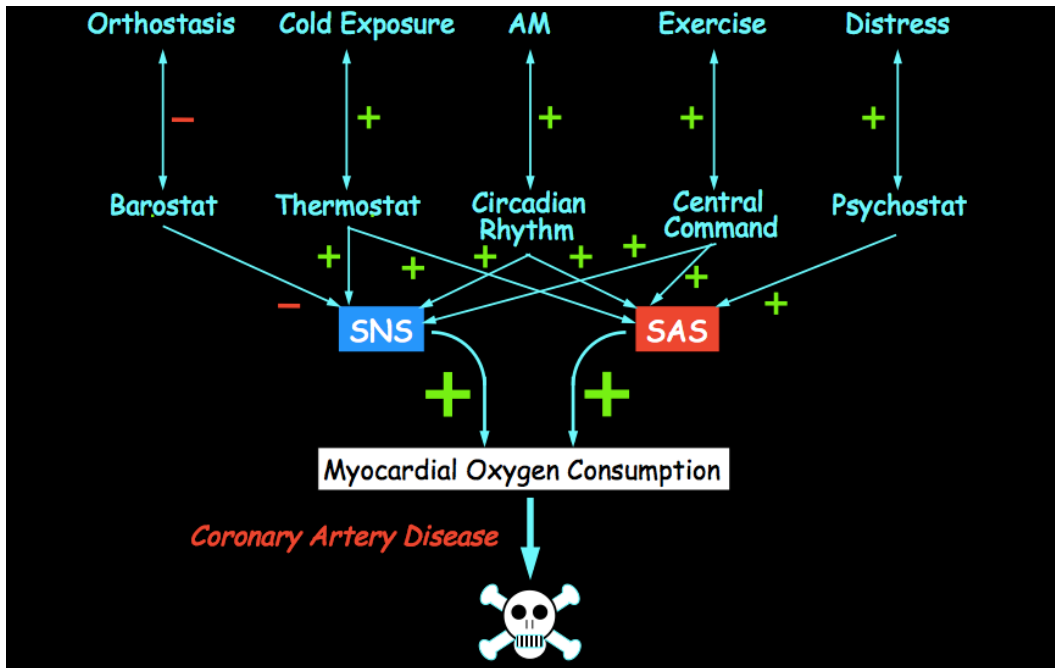 Orthostasis Cold Exposure AM Exercise Distress
− + + + +
Barostat Thermostat Circadian Rhythm Central Command Psychostat
+ + + + + +
− +
SNS SAS
+ +
Myocardial Oxygen Consumption
Coronary Artery Disease